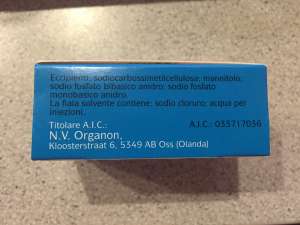 Eccipienti: sodiocarbossimetilcellulosa; mannitolo;
sodio fosfato bibasico anidro; sodio fosfato
monobasico anidro.
La fiala solvente contiene: sodio cloruro; acqua per
iniezioni.
Titolare A.I.C.:
N.V. Organon,
Kloosterstraat 6, 5349 AB Oss (Olanda)
A.I.C.: 033717036